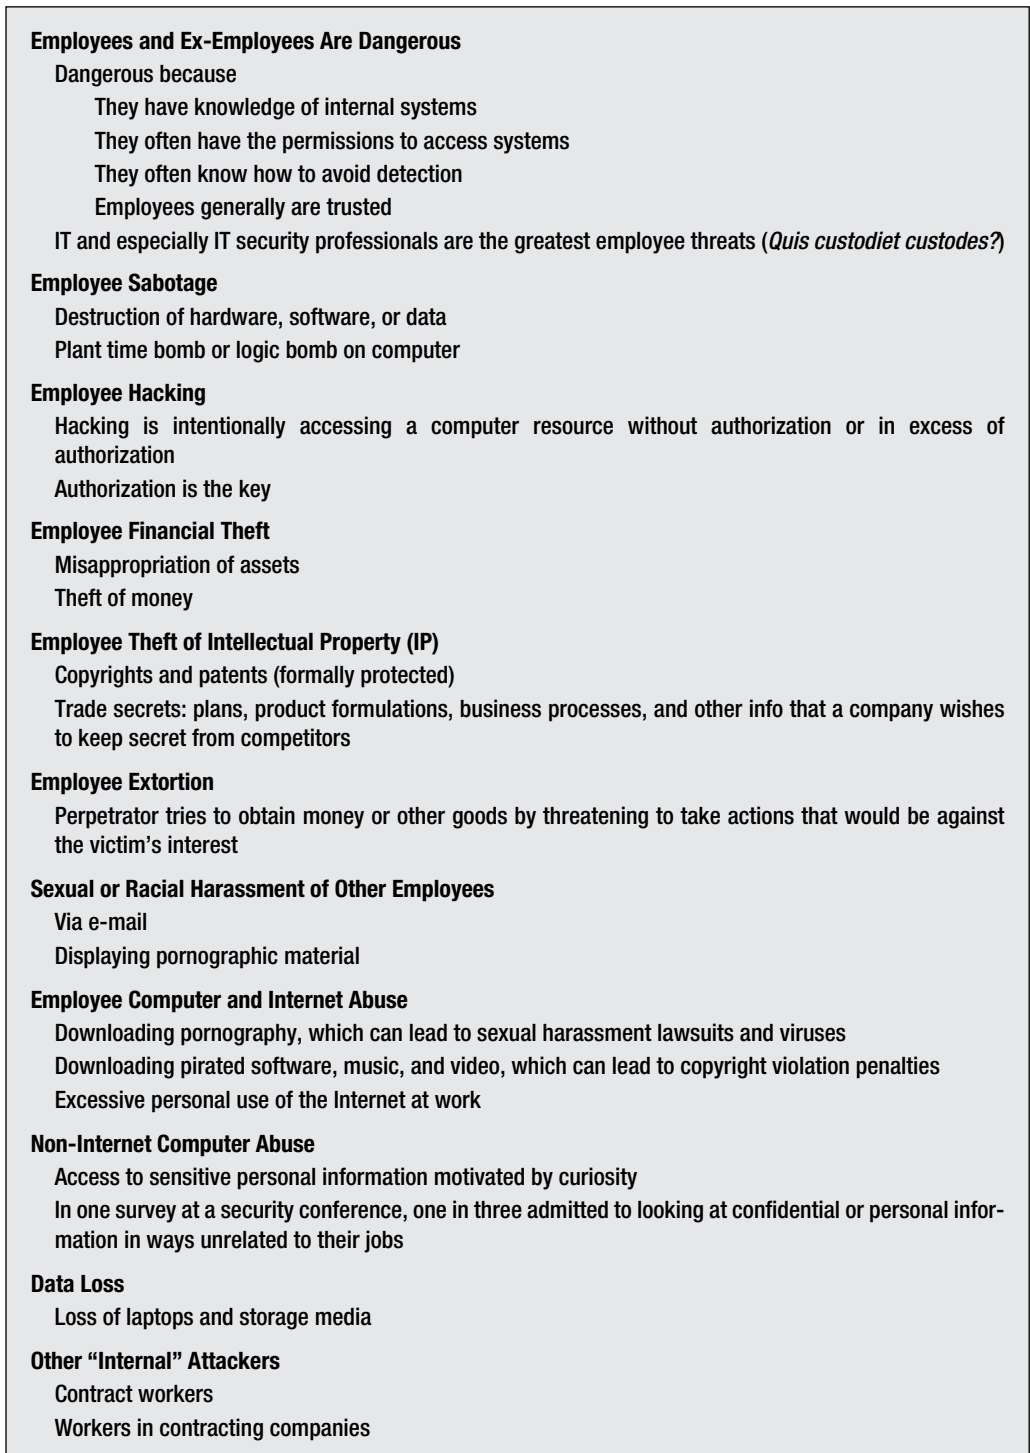 Employees and Ex-Employees Are Dangerous
Dangerous because
They have knowledge of internal systems
They often have the permissions to access systems
They often know how to avoid detection
Employees generally are trusted
IT and especially IT security professionals are the greatest employee threats (Quis custodiet custodes?)
Employee Sabotage
Destruction of hardware, software, or data
Plant time bomb or logic bomb on computer
Employee Hacking
Hacking is intentionally accessing a computer resource without authorization or in excess of
authorization
Authorization is the key
Employee Financial Theft
Misappropriation of assets
Theft of money
Employee Theft of Intellectual Property (IP)
Copyrights and patents (formally protected)
Trade secrets: plans, product formulations, business processes, and other info that a company wishes
to keep secret from competitors
Employee Extortion
Perpetrator tries to obtain money or other goods by threatening to take actions that would be against
the victim’s interest
Sexual or Racial Harassment of Other Employees
Via e-mail
Displaying pornographic material
Employee Computer and Internet Abuse
Downloading pornography, which can lead to sexual harassment lawsuits and viruses
Downloading pirated software, music, and video, which can lead to copyright violation penalties
Excessive personal use of the Internet at work
Non-Internet Computer Abuse
Access to sensitive personal information motivated by curiosity
In one survey at a security conference, one in three admitted to looking at confidential or personal infor-
mation in ways unrelated to their jobs
Data Loss
Loss of laptops and storage media
Other “Internal” Attackers
Contract workers
Workers in contracting companies